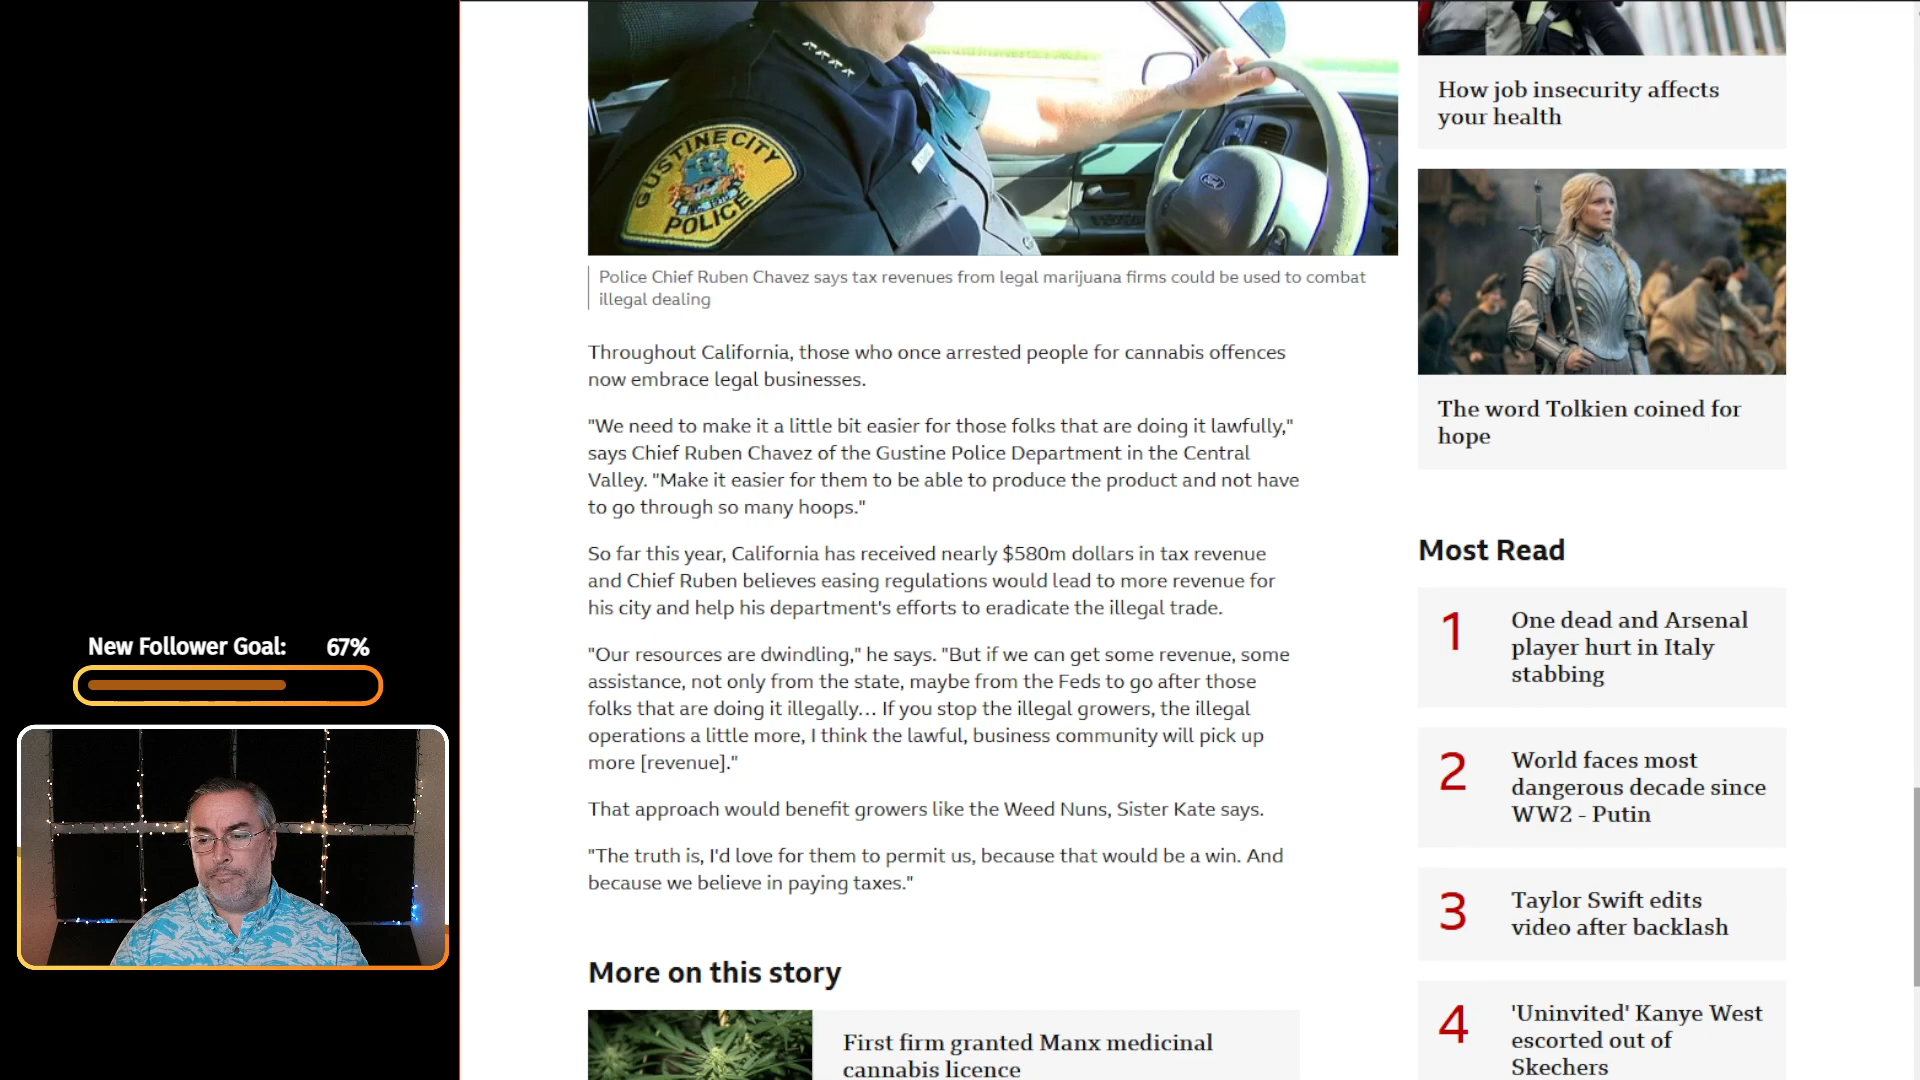 GUSTINE CITY
POLICE
Ford
Police Chief Ruben Chavez says tax revenues from legal marijuana firms could be used to combat
illegal dealing
Throughout California, those who once arrested people for cannabis offences
now embrace legal businesses.
"We need to make it a little bit easier for those folks that are doing it lawfully,"
says Chief Ruben Chavez of the Gustine Police Department in the Central
Valley. "Make it easier for them to be able to produce the product and not have
to go through so many hoops."
So far this year, California has received nearly $580m dollars in tax revenue
and Chief Ruben believes easing regulations would lead to more revenue for
his city and help his department's efforts to eradicate the illegal trade.
"Our resources are dwindling," he says. "But if we can get some revenue, some
assistance, not only from the state, maybe from the Feds to go after those
folks that are doing it illegally… If you stop the illegal growers, the illegal
operations a little more, I think the lawful, business community will pick up
more [revenue]."
That approach would benefit growers like the Weed Nuns, Sister Kate says.
"The truth is, I'd love for them to permit us, because that would be a win. And
because we believe in paying taxes."
More on this story
First firm granted Manx medicinal
cannabis licence
How job insecurity affects
your health
The word Tolkien coined for
hope
Most Read
1
One dead and Arsenal
player hurt in Italy
stabbing
2
World faces most
dangerous decade since
WW2 - Putin
3
Taylor Swift edits
video after backlash
4
'Uninvited' Kanye West
escorted out of
Skechers
New Follower Goal: 67%